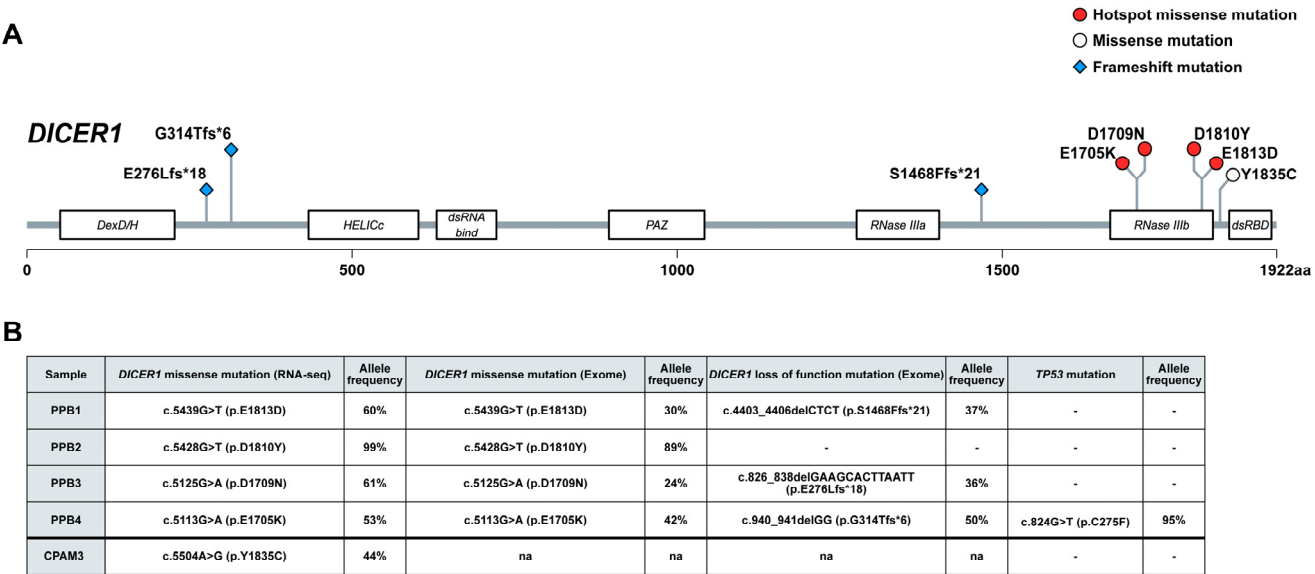 A
Hotspot missense mutation
Missense mutation
Frameshift mutation
DICER1
G314Tfs*6
E276Lfs*18
S1468Ffs*21
D1709N
E1705K
D1810Y
E1813D
Y1835C
DexD/H
HELICc
dsRNA
bind
PAZ
RNase IIIa
RNase IIIb
dsRBD
0 500 1000 1500 1922aa
B
Sample DICER1 missense mutation (RNA-seq) Allele frequency DICER1 missense mutation (Exome) Allele frequency DICER1 loss of function mutation (Exome) Allele frequency TP53 mutation Allele frequency
PPB1 c.5439G>T (p.E1813D) 60% c.5439G>T (p.E1813D) 30% c.4403_4406delCTCT (p.S1468Ffs*21) 37% - -
PPB2 c.5428G>T (p.D1810Y) 99% c.5428G>T (p.D1810Y) 89% - - - -
PPB3 c.5125G>A (p.D1709N) 61% c.5125G>A (p.D1709N) 24% c.826_838delGAAGCACTTAATT (p.E276Lfs*18) 36% - -
PPB4 c.5113G>A (p.E1705K) 53% c.5113G>A (p.E1705K) 42% c.940_941delGG (p.G314Tfs*6) 50% c.824G>T (p.C275F) 95%
CPAM3 c.5504A>G (p.Y1835C) 44% na na na na - -